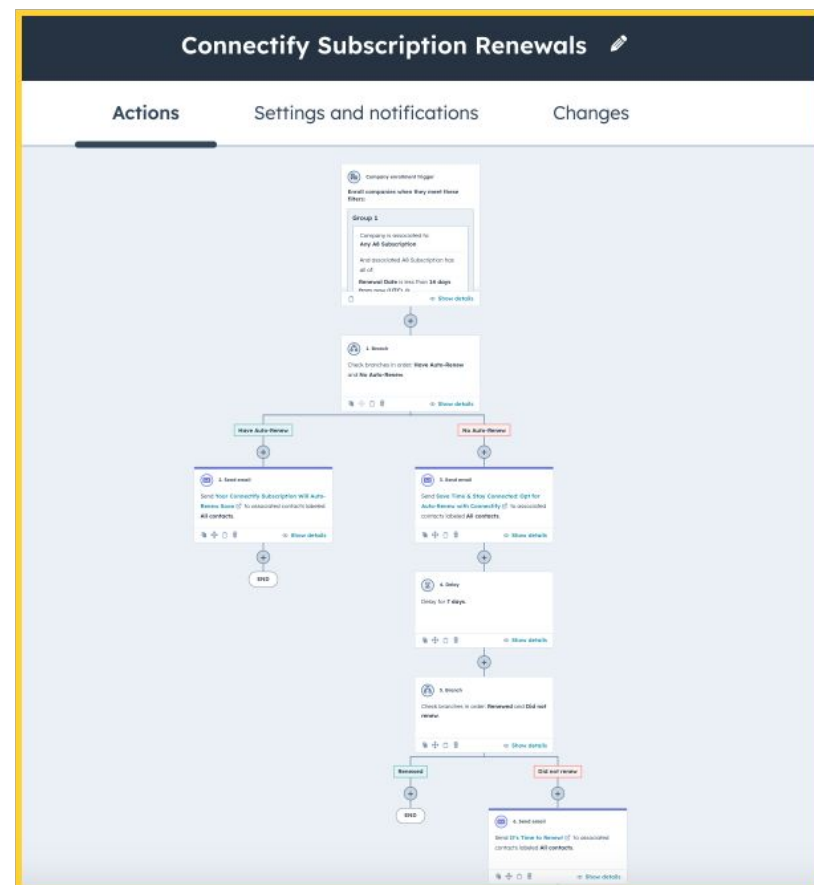 Connectify Subscription Renewals
Actions
Settings and notifications
Changes
Company enrollment trigger
Enroll companies when they meet these
filters:
Group 1
Company is associated to
Any All Subscription
And associated All Subscription has
all of:
Renewal Date is less than 14 days
from now (UTC)
Show details
1. Branch
Check branches in order: Have Auto-Renew
and No Auto-Renew
Show details
Have Auto-Renew
No Auto-Renew
2. Send email
Send Your Connectify Subscription Will Auto-
Renew Soon to associated contacts labeled
All contacts.
Show details
END
3. Send email
Send Save Time & Stay Connected: Opt for
Auto-Renew with Connectify to associated
contacts labeled All contacts.
Show details
4. Delay
Delay for 7 days.
Show details
5. Branch
Check branches in order: Renewed and Did not
renew
Show details
Renewed
Did not renew
END
6. Send email
Send It's Time to Renew! to associated
contacts labeled All contacts.
Show details